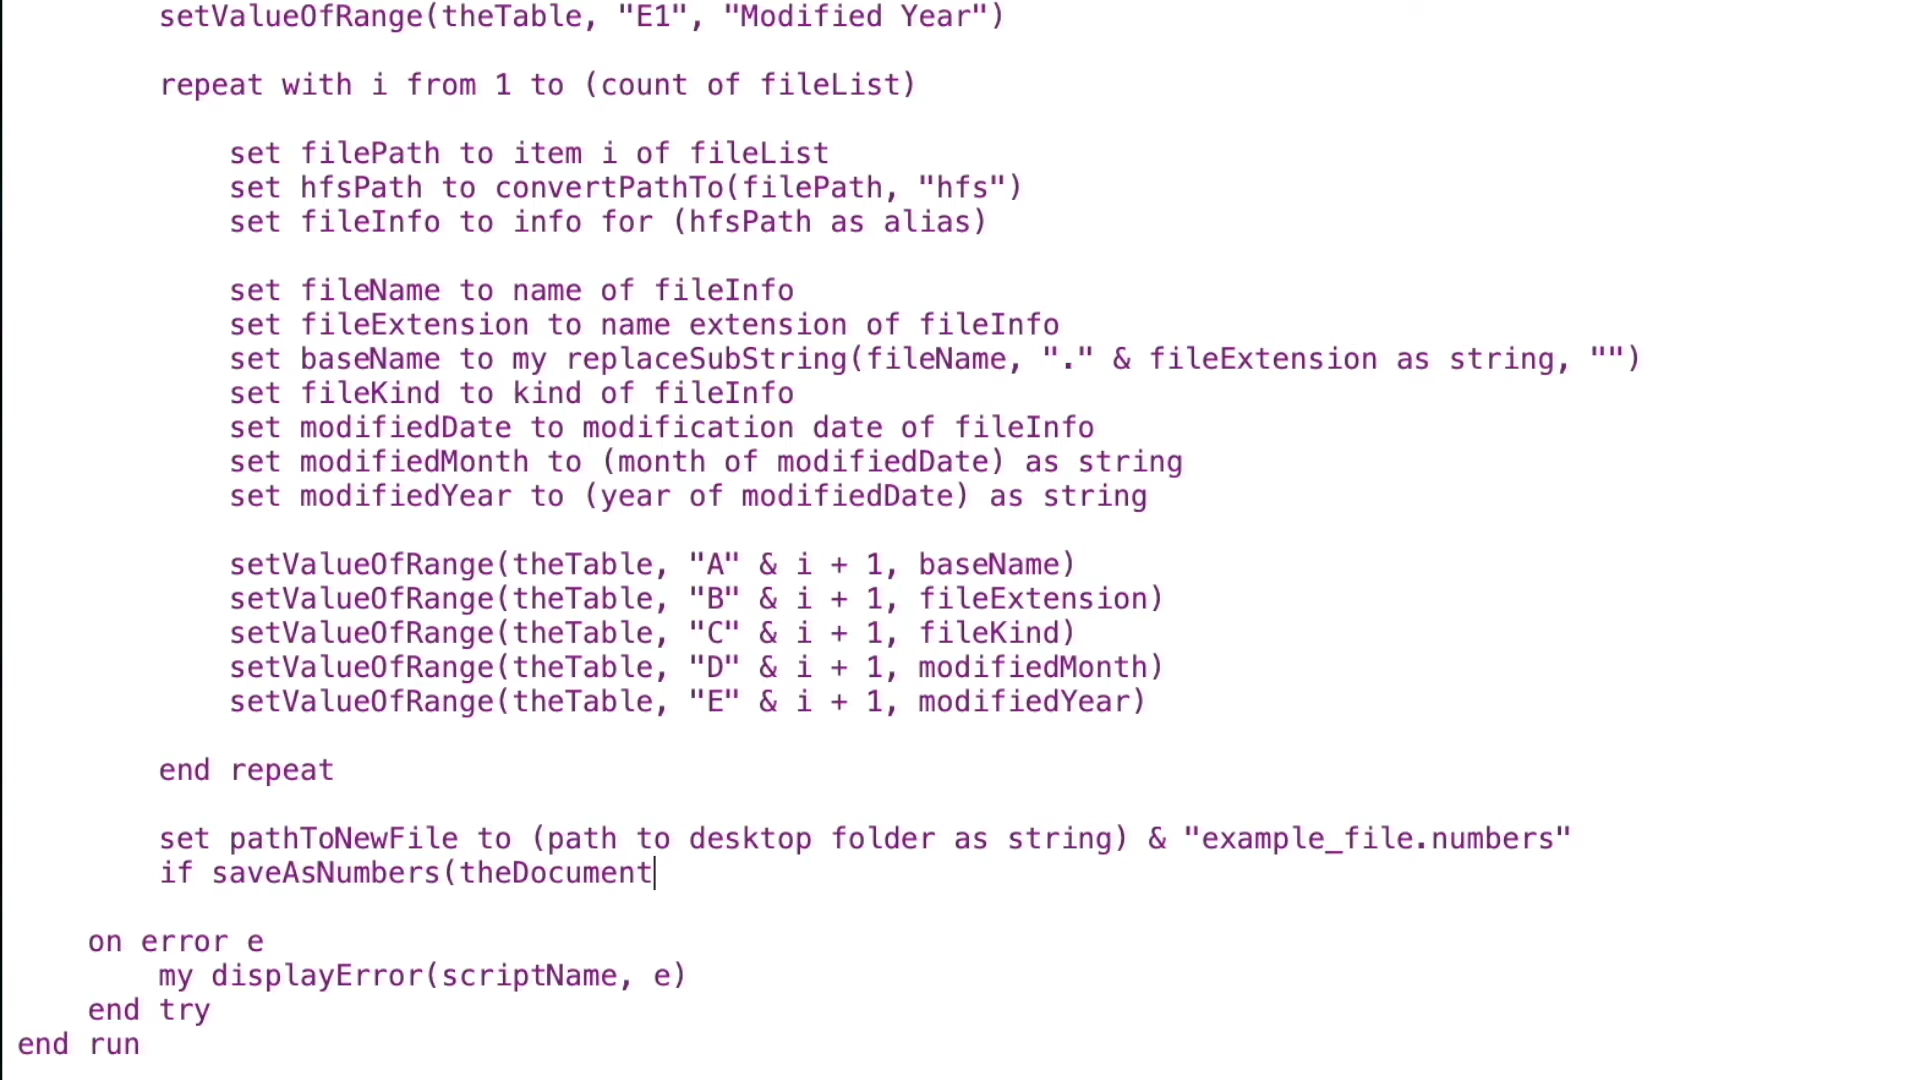 setValueOfRange(theTable, "E1", "Modified Year")
repeat with i from 1 to (count of fileList)
set filePath to item i of fileList
set hfsPath to convertPathTo(filePath, "hfs")
set fileInfo to info for (hfsPath as alias)
set fileName to name of fileInfo
set fileExtension to name extension of fileInfo
set baseName to my replaceSubString(fileName, "." & fileExtension as string, "")
set fileKind to kind of fileInfo
set modifiedDate to modification date of fileInfo
set modifiedMonth to (month of modifiedDate) as string
set modifiedYear to (year of modifiedDate) as string
setValueOfRange(theTable, "A" & i + 1, baseName)
setValueOfRange(theTable, "B" & i + 1, fileExtension)
setValueOfRange(theTable, "C" & i + 1, fileKind)
setValueOfRange(theTable, "D" & i + 1, modifiedMonth)
setValueOfRange(theTable, "E" & i + 1, modifiedYear)
end repeat
set pathToNewFile to (path to desktop folder as string) & "example_file.numbers"
if saveAsNumbers(theDocument
on error e
my displayError(scriptName, e)
end try
end run